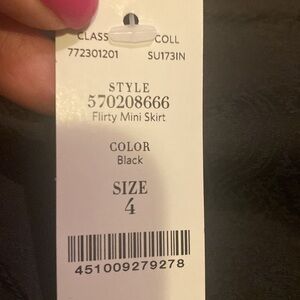 CLASS COLL
772301201 SU173IN
STYLE
570208666
Flirty Mini Skirt
COLOR
Black
SIZE
4
451009279278